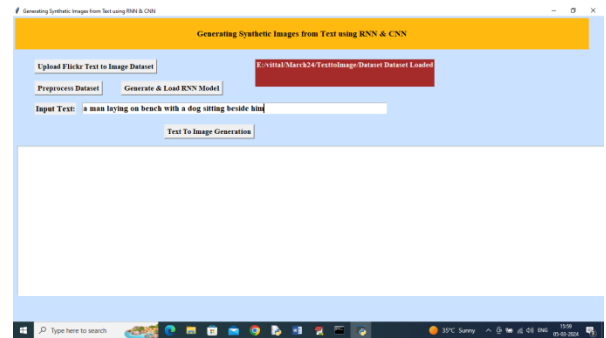 Generating Synthetic Images from Text using RNN & CNN
Generating Synthetic Images from Text using RNN & CNN
Upload Flickr Text to Image Dataset
E:/vittal/March24/TexttoImage/Dataset Dataset Loaded
Preprocess Dataset
Generate & Load RNN Model
Input Text:
a man laying on bench with a dog sitting beside him
Text To Image Generation
Type here to search
35°C Sunny
ENG
15:59
05-03-2024